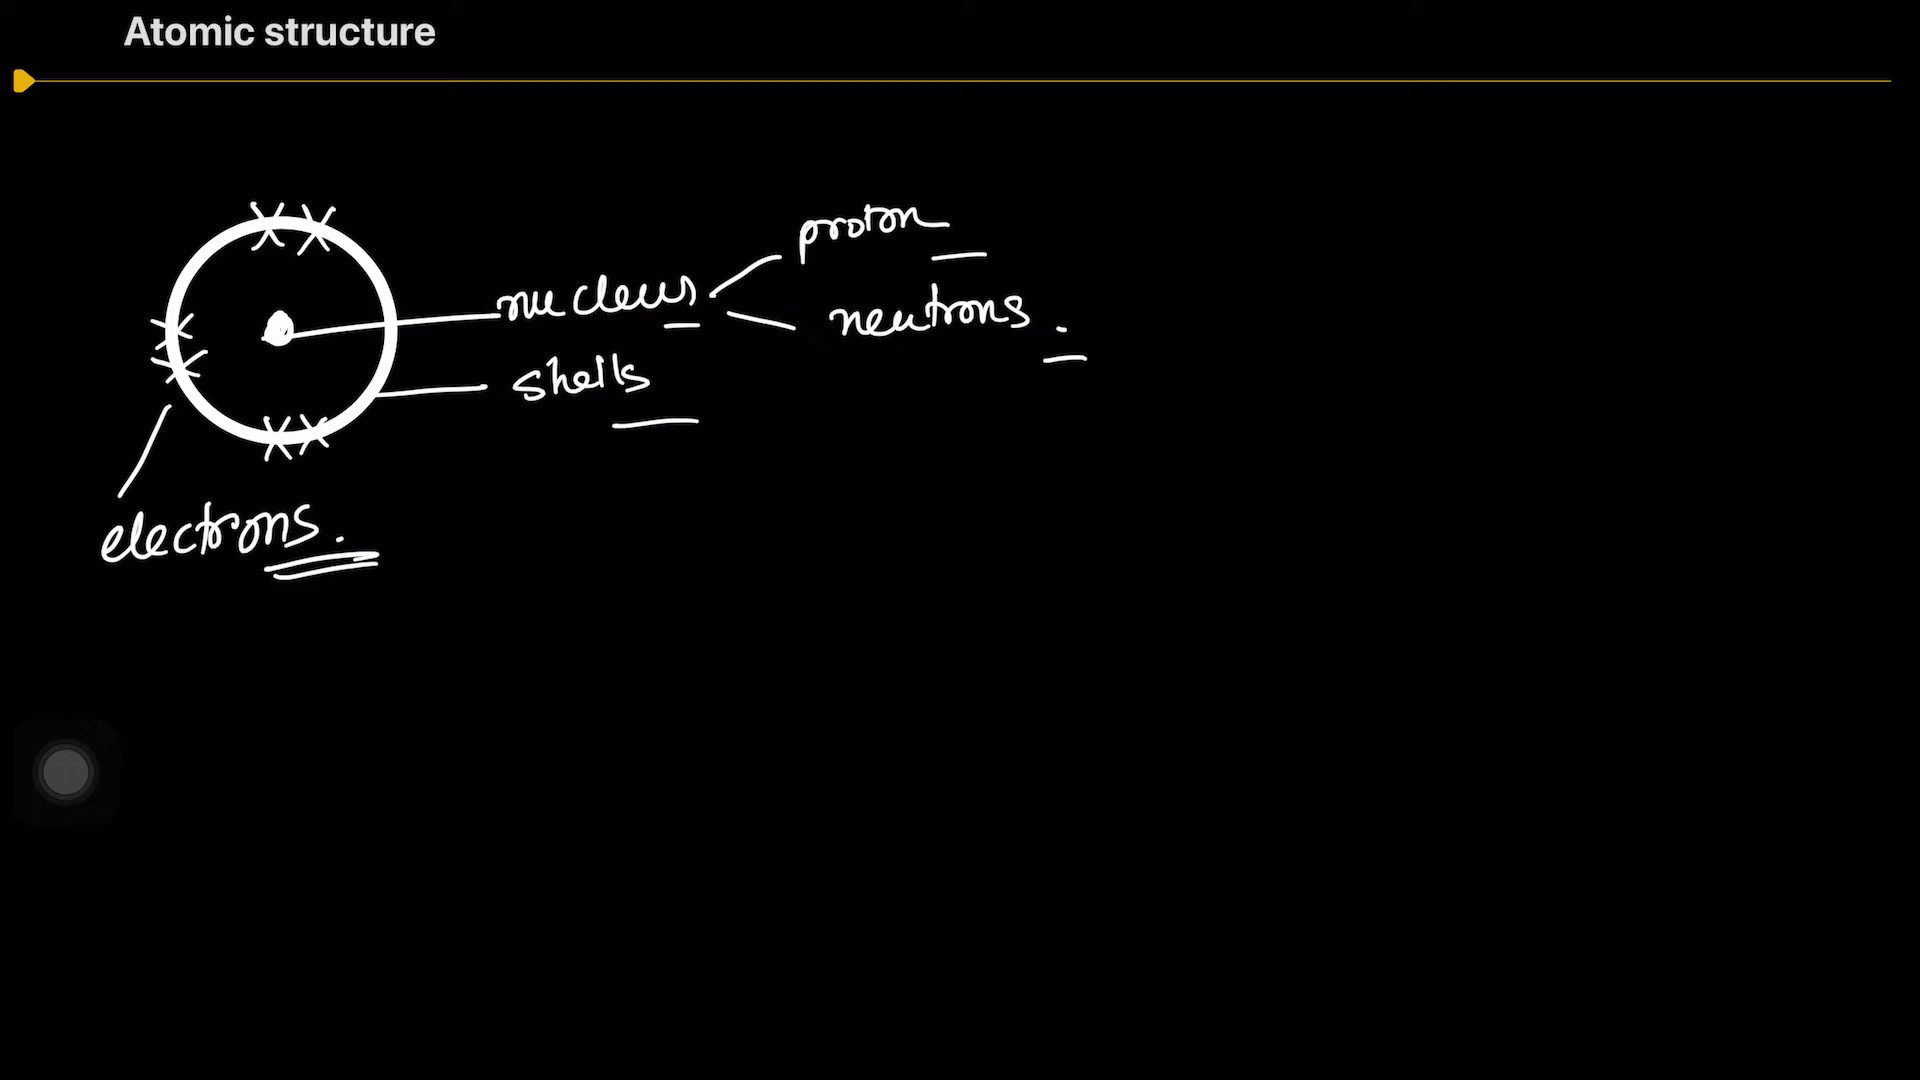 Atomic structure
proton
nucleus
neutrons.
shells
electrons.